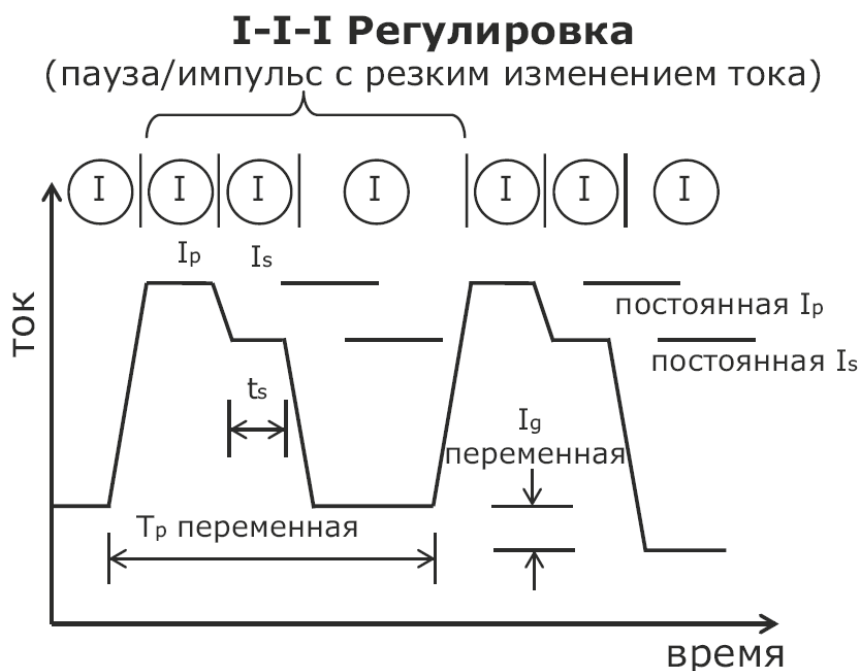 I-I-I Регулировка
(пауза/импульс с резким изменением тока)
I I I I I I I
Ip Is
ток
постоянная Ip
постоянная Is
ts
Ig
переменная
Tp переменная
время